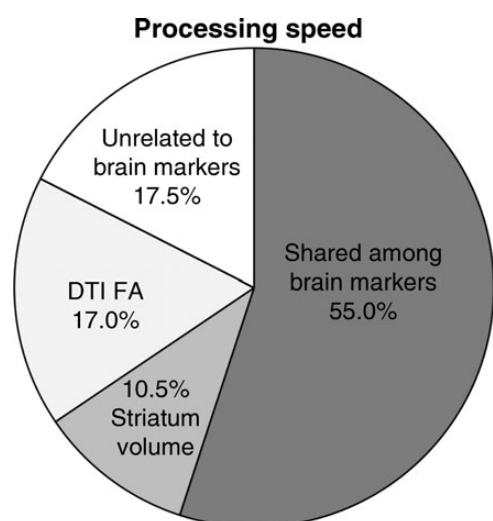 Processing speed
Unrelated to
brain markers
17.5%
Shared among
brain markers
55.0%
DTI FA
17.0%
10.5%
Striatum
volume